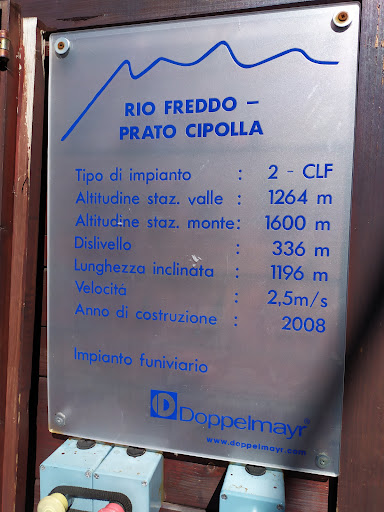 RIO FREDDO –
PRATO CIPOLLA
Tipo di impianto : 2 - CLF
Altitudine staz. valle : 1264 m
Altitudine staz. monte: 1600 m
Dislivello : 336 m
Lunghezza inclinata : 1196 m
Velocità : 2,5m/s
Anno di costruzione : 2008
Impianto funiviario
Doppelmayr®
www.doppelmayr.com